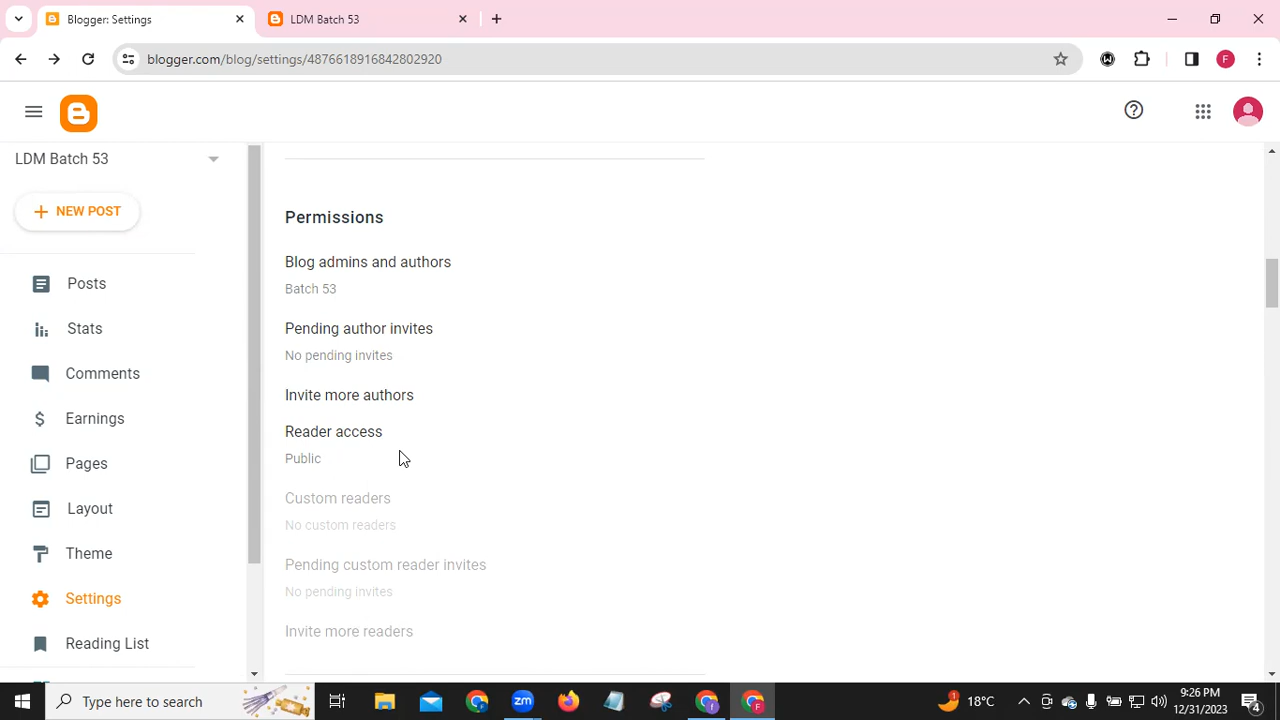 Blogger: Settings
LDM Batch 53
blogger.com/blog/settings/4876618916842802920
F
LDM Batch 53
NEW POST
Posts
Stats
Comments
Earnings
Pages
Layout
Theme
Settings
Reading List
Permissions
Blog admins and authors
Batch 53
Pending author invites
No pending invites
Invite more authors
Reader access
Public
Custom readers
No custom readers
Pending custom reader invites
No pending invites
Invite more readers
Type here to search
zm
1
18°C
9:26 PM
12/31/2023
4